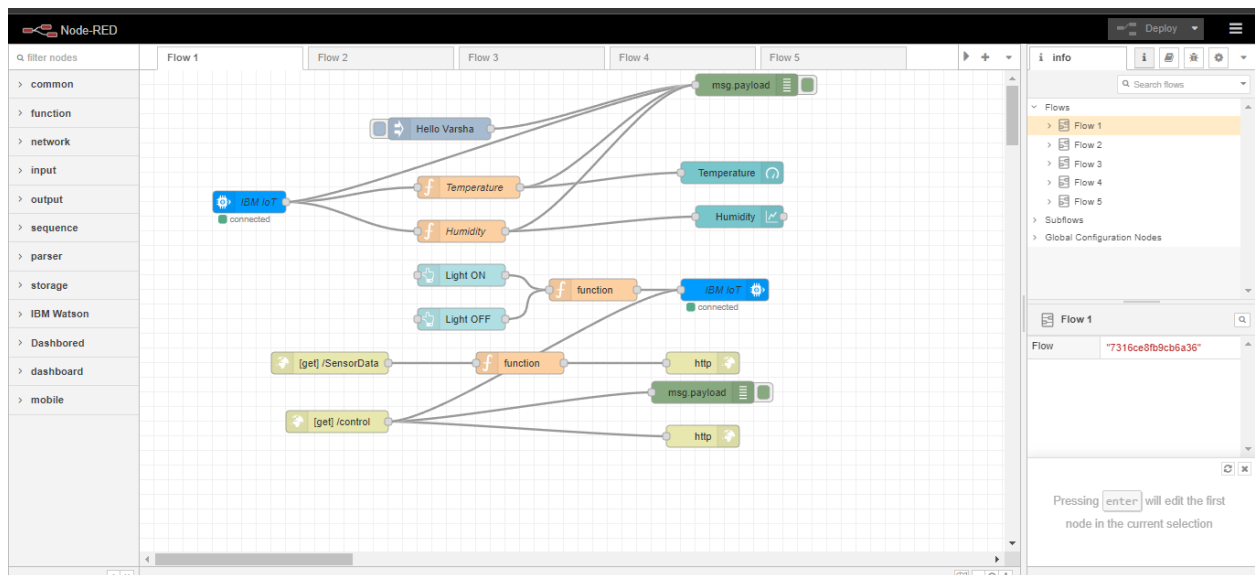 Node-RED
Deploy
filter nodes
Flow 1
Flow 2
Flow 3
Flow 4
Flow 5
i info
i
common
function
network
input
output
sequence
parser
storage
IBM Watson
Dashbored
dashboard
mobile
msg.payload
Hello Varsha
Temperature
Temperature
IBM IoT
connected
Humidity
Humidity
Light ON
function
IBM IoT
connected
Light OFF
[get] /SensorData
function
http
msg.payload
[get] /control
http
Search flows
Flows
Flow 1
Flow 2
Flow 3
Flow 4
Flow 5
Subflows
Global Configuration Nodes
Flow 1
Flow
"7316ce8fb9cb6a36"
Pressing enter will edit the first
node in the current selection